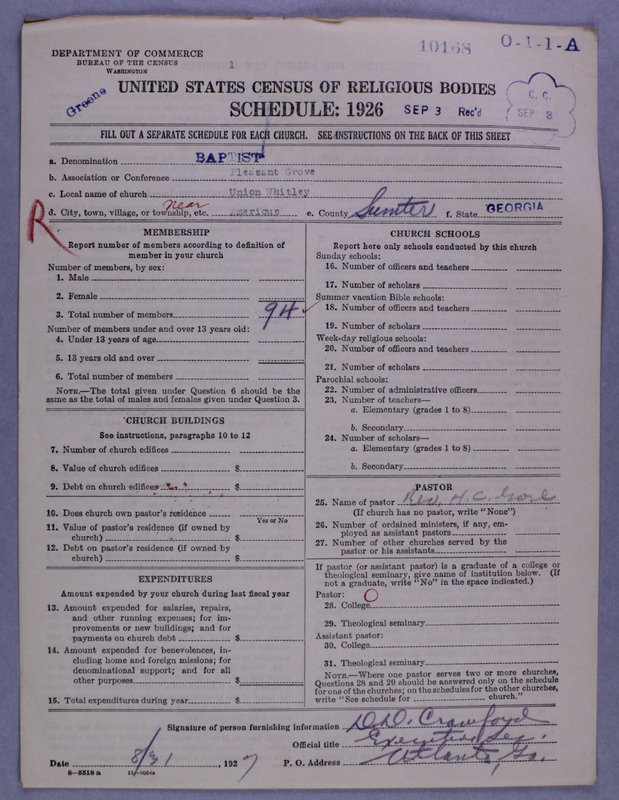 10168 O-1-1-A
DEPARTMENT OF COMMERCE
BUREAU OF THE CENSUS
WASHINGTON
1
Greene
UNITED STATES CENSUS OF RELIGIOUS BODIES
SCHEDULE: 1926 SEP 3 Rec'd
C. C.
SEP 8
FILL OUT A SEPARATE SCHEDULE FOR EACH CHURCH. SEE INSTRUCTIONS ON THE BACK OF THIS SHEET
a. Denomination BAPTIST
b. Association or Conference Pleasant Grove
c. Local name of church Union Whitley
near
d. City, town, village, or township, etc. Americus e. County Sumter f. State GEORGIA
R
MEMBERSHIP
Report number of members according to definition of
member in your church
Number of members, by sex:
1. Male
2. Female
3. Total number of members 94 ✓
Number of members under and over 13 years old:
4. Under 13 years of age
5. 13 years old and over
6. Total number of members
NOTE.—The total given under Question 6 should be the
same as the total of males and females given under Question 3.
CHURCH BUILDINGS
See instructions, paragraphs 10 to 12
7. Number of church edifices
8. Value of church edifices $
9. Debt on church edifices $
10. Does church own pastor's residence
Yes or No
11. Value of pastor's residence (if owned by
church) $
12. Debt on pastor's residence (if owned by
church) $
EXPENDITURES
Amount expended by your church during last fiscal year
13. Amount expended for salaries, repairs,
and other running expenses; for im-
provements or new buildings; and for
payments on church debt $
14. Amount expended for benevolences, in-
cluding home and foreign missions; for
denominational support; and for all
other purposes $
15. Total expenditures during year $
CHURCH SCHOOLS
Report here only schools conducted by this church
Sunday schools:
16. Number of officers and teachers
17. Number of scholars
Summer vacation Bible schools:
18. Number of officers and teachers
19. Number of scholars
Week-day religious schools:
20. Number of officers and teachers
21. Number of scholars
Parochial schools:
22. Number of administrative officers
23. Number of teachers—
a. Elementary (grades 1 to 8)
b. Secondary
24. Number of scholars—
a. Elementary (grades 1 to 8)
b. Secondary
PASTOR
25. Name of pastor Rev. H. C.
(If church has no pastor, write "None")
26. Number of ordained ministers, if any, em-
ployed as assistant pastors
27. Number of other churches served by the
pastor or his assistants
If pastor (or assistant pastor) is a graduate of a college or
theological seminary, give name of institution below. (If
not a graduate, write "No" in the space indicated.)
Pastor: O
28. College
29. Theological seminary
Assistant pastor:
30. College
31. Theological seminary
NOTE.—Where one pastor serves two or more churches,
Questions 28 and 29 should be answered only on the schedule
for one of the churches; on the schedules for the other churches,
write "See schedule for church."
Signature of person furnishing information D. D. Crawford
Official title Executive Sec.
Date 8/31, 1927 P. O. Address Atlanta, Ga.
8-5518 a